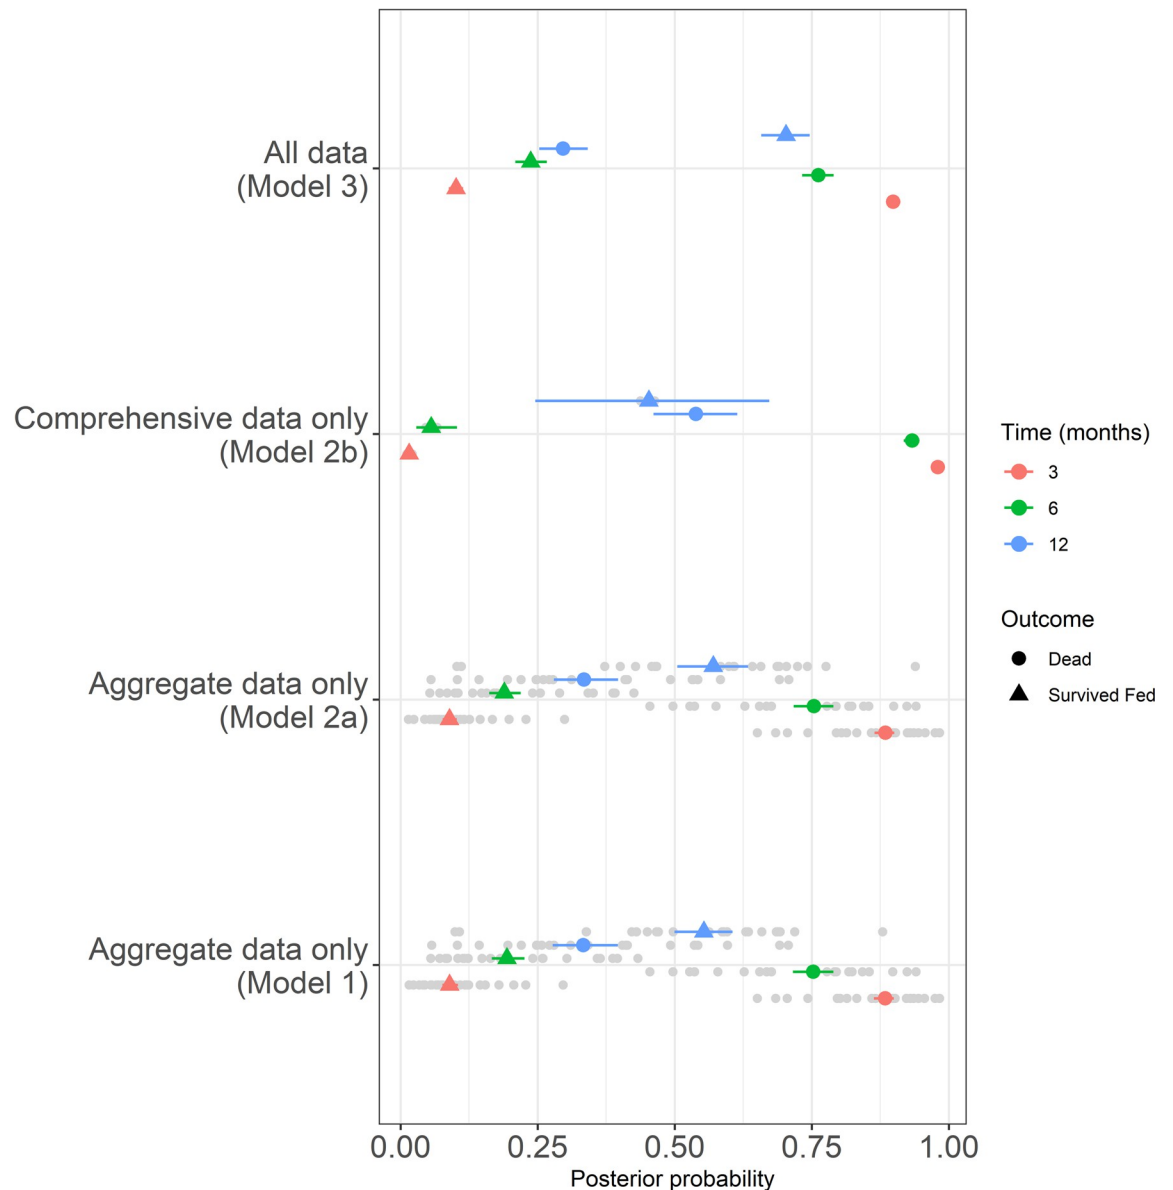 All data
(Model 3)
Comprehensive data only
(Model 2b)
Aggregate data only
(Model 2a)
Aggregate data only
(Model 1)
0.00 0.25 0.50 0.75 1.00
Posterior probability
Time (months)
3
6
12
Outcome
Dead
Survived Fed